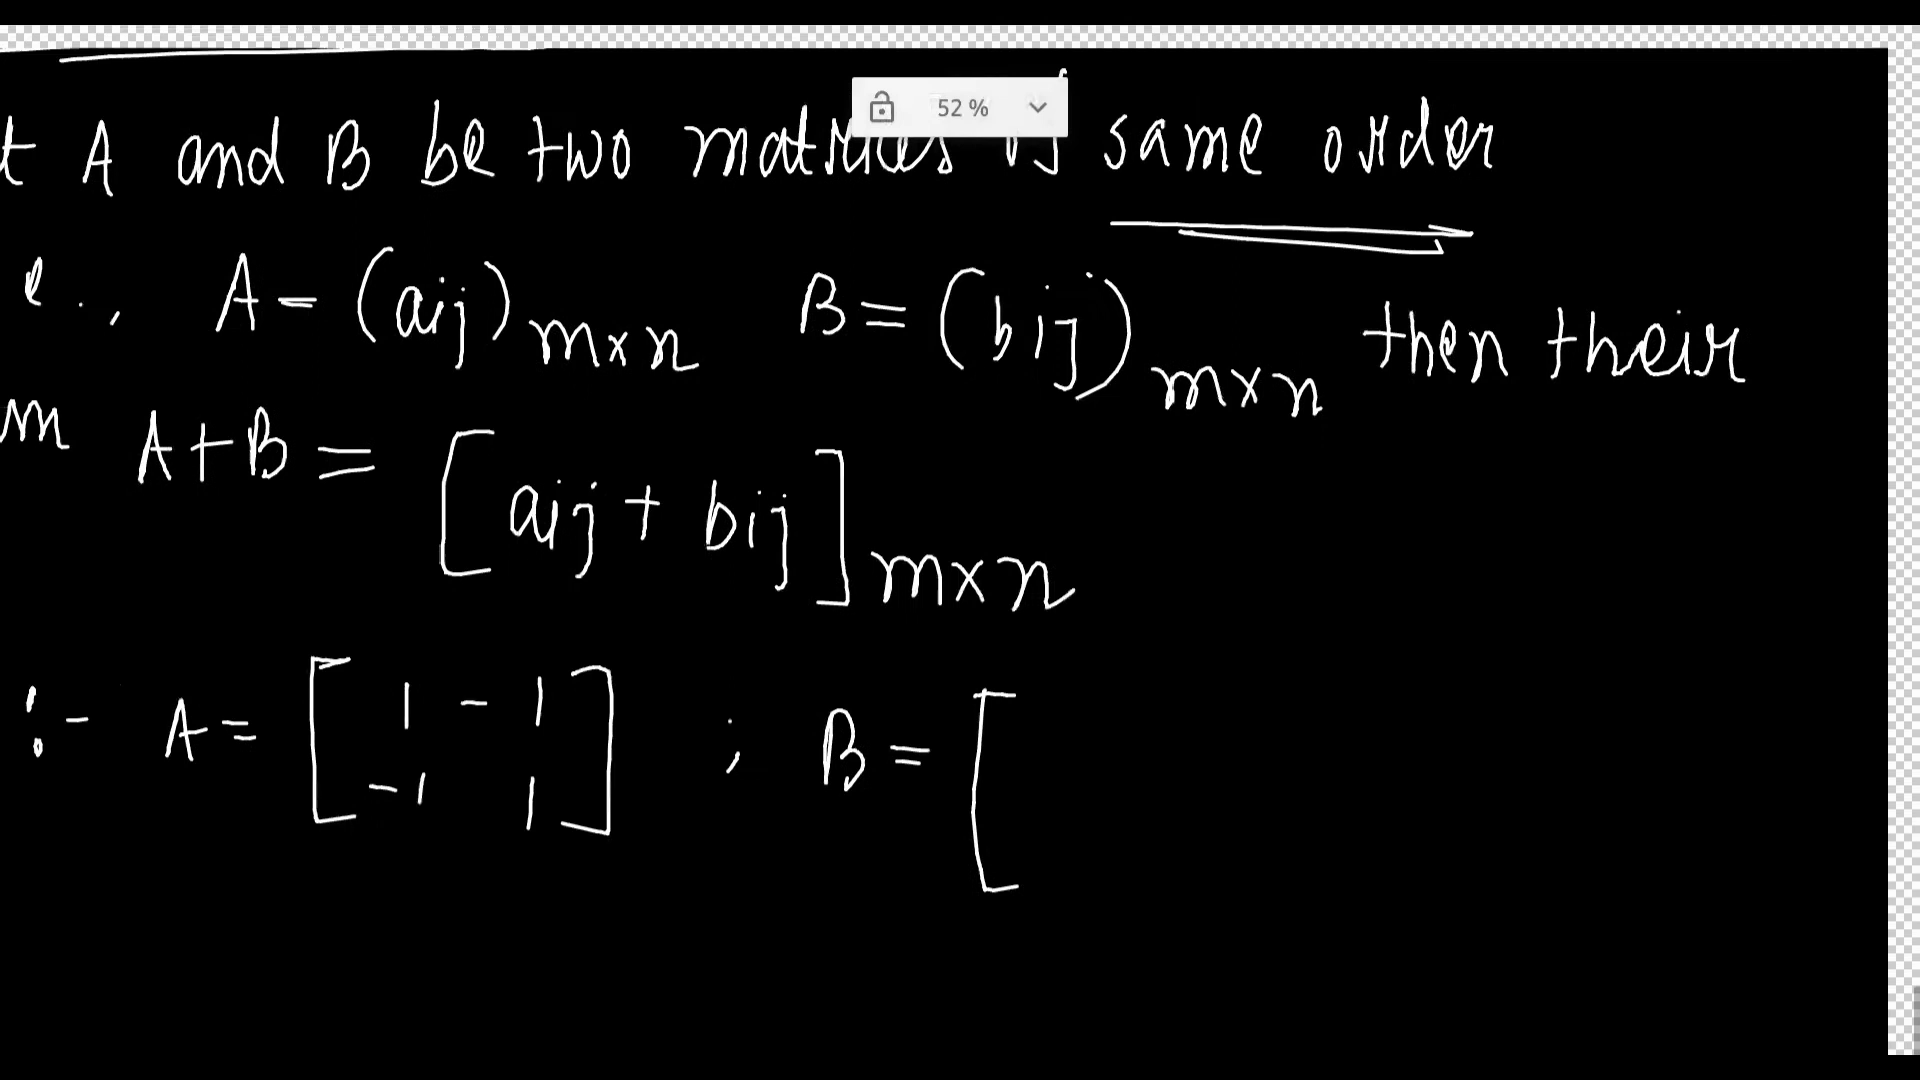 52 %
t A and B be two matrices of same order
e., A = (aij) m×n B = (bij) m×n then their
m A+B = [aij + bij] m×n
:- A = [ 1 -1 ; B = [
-1 1 ]